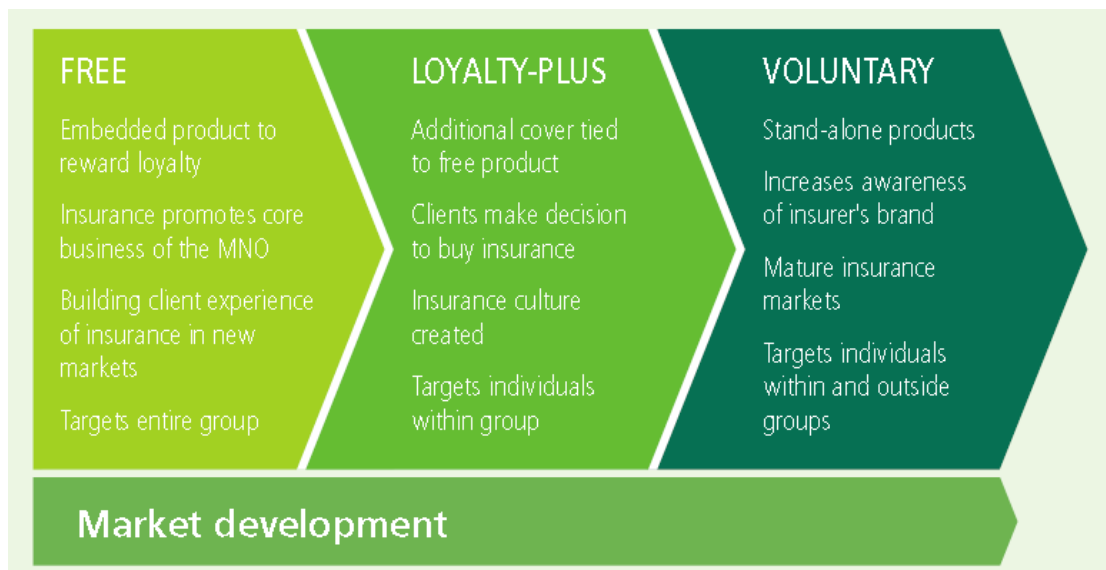 FREE
Embedded product to
reward loyalty
Insurance promotes core
business of the MNO
Building client experience
of insurance in new
markets
Targets entire group
LOYALTY-PLUS
Additional cover tied
to free product
Clients make decision
to buy insurance
Insurance culture
created
Targets individuals
within group
VOLUNTARY
Stand-alone products
Increases awareness
of insurer's brand
Mature insurance
markets
Targets individuals
within and outside
groups
Market development